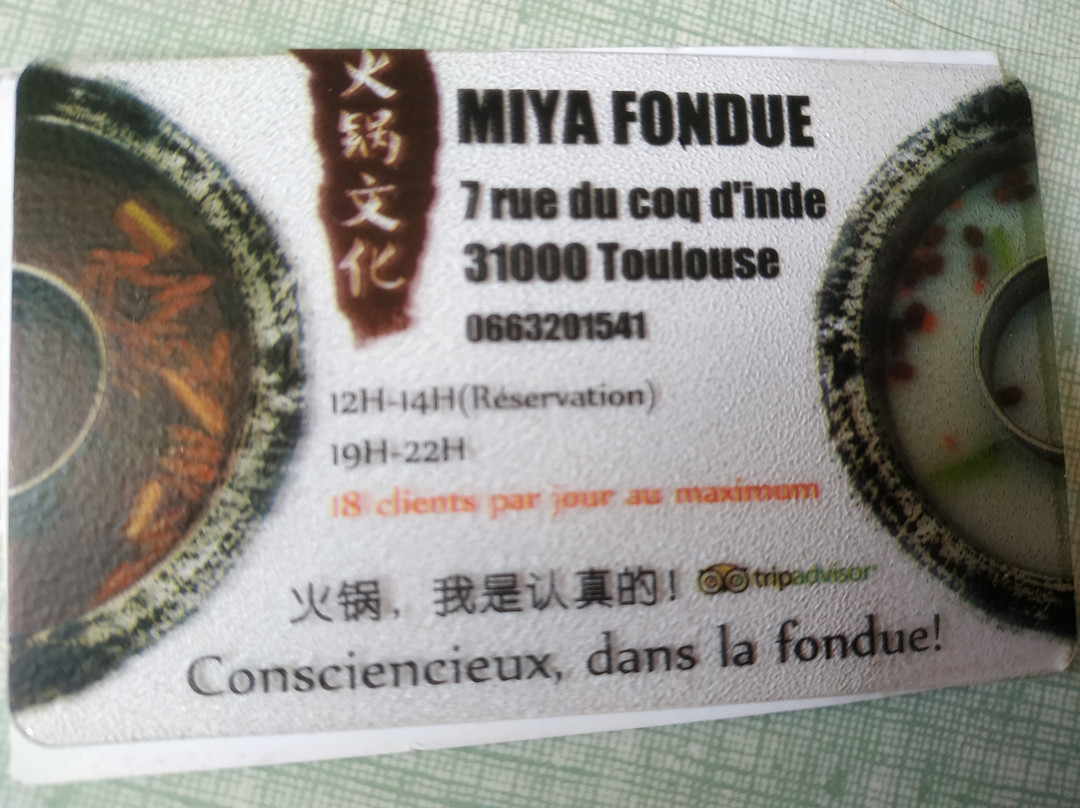 火锅文化
MIYA FONDUE
7 rue du coq d'inde
31000 Toulouse
0663201541
12H-14H(Réservation)
19H-22H
18 clients par jour au maximum
火锅，我是认真的！ tripadvisor
Consciencieux, dans la fondue!